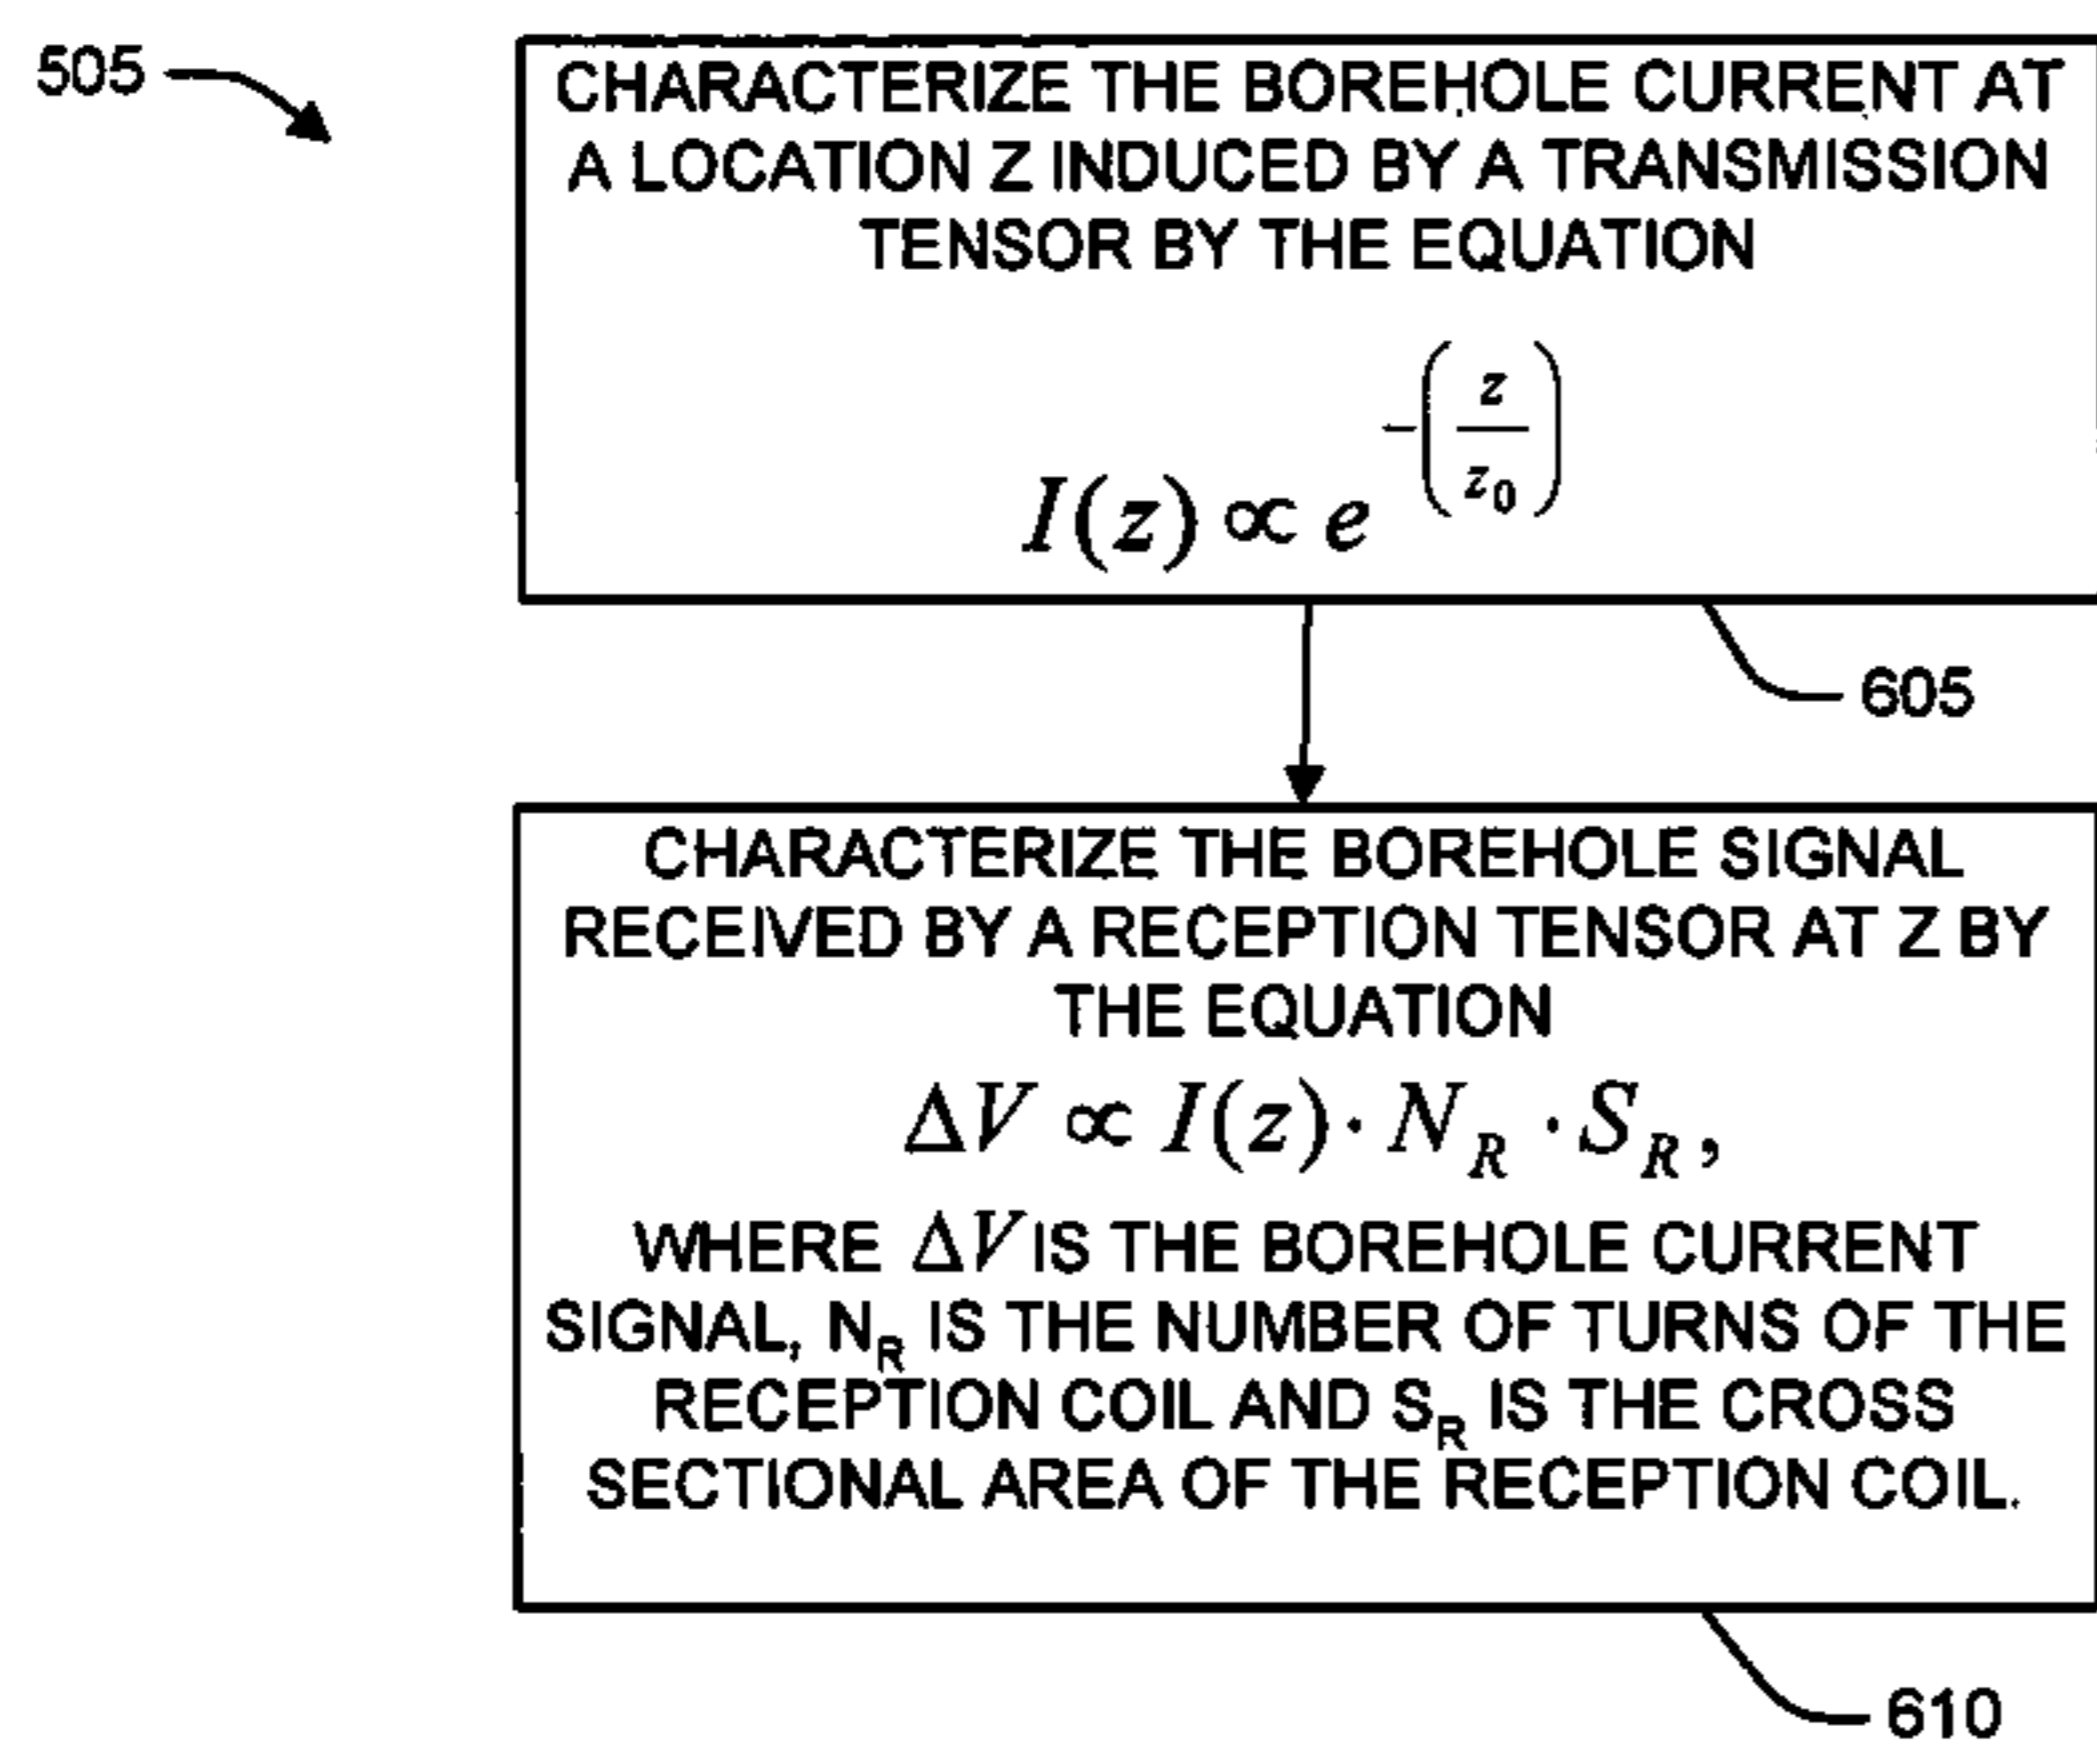 505
CHARACTERIZE THE BOREHOLE CURRENT AT
A LOCATION Z INDUCED BY A TRANSMISSION
TENSOR BY THE EQUATION
I(z) ∝ e^{-(z/z_0)}
605
CHARACTERIZE THE BOREHOLE SIGNAL
RECEIVED BY A RECEPTION TENSOR AT Z BY
THE EQUATION
ΔV ∝ I(z) · N_R · S_R,
WHERE ΔV IS THE BOREHOLE CURRENT
SIGNAL, N_R IS THE NUMBER OF TURNS OF THE
RECEPTION COIL AND S_R IS THE CROSS
SECTIONAL AREA OF THE RECEPTION COIL.
610